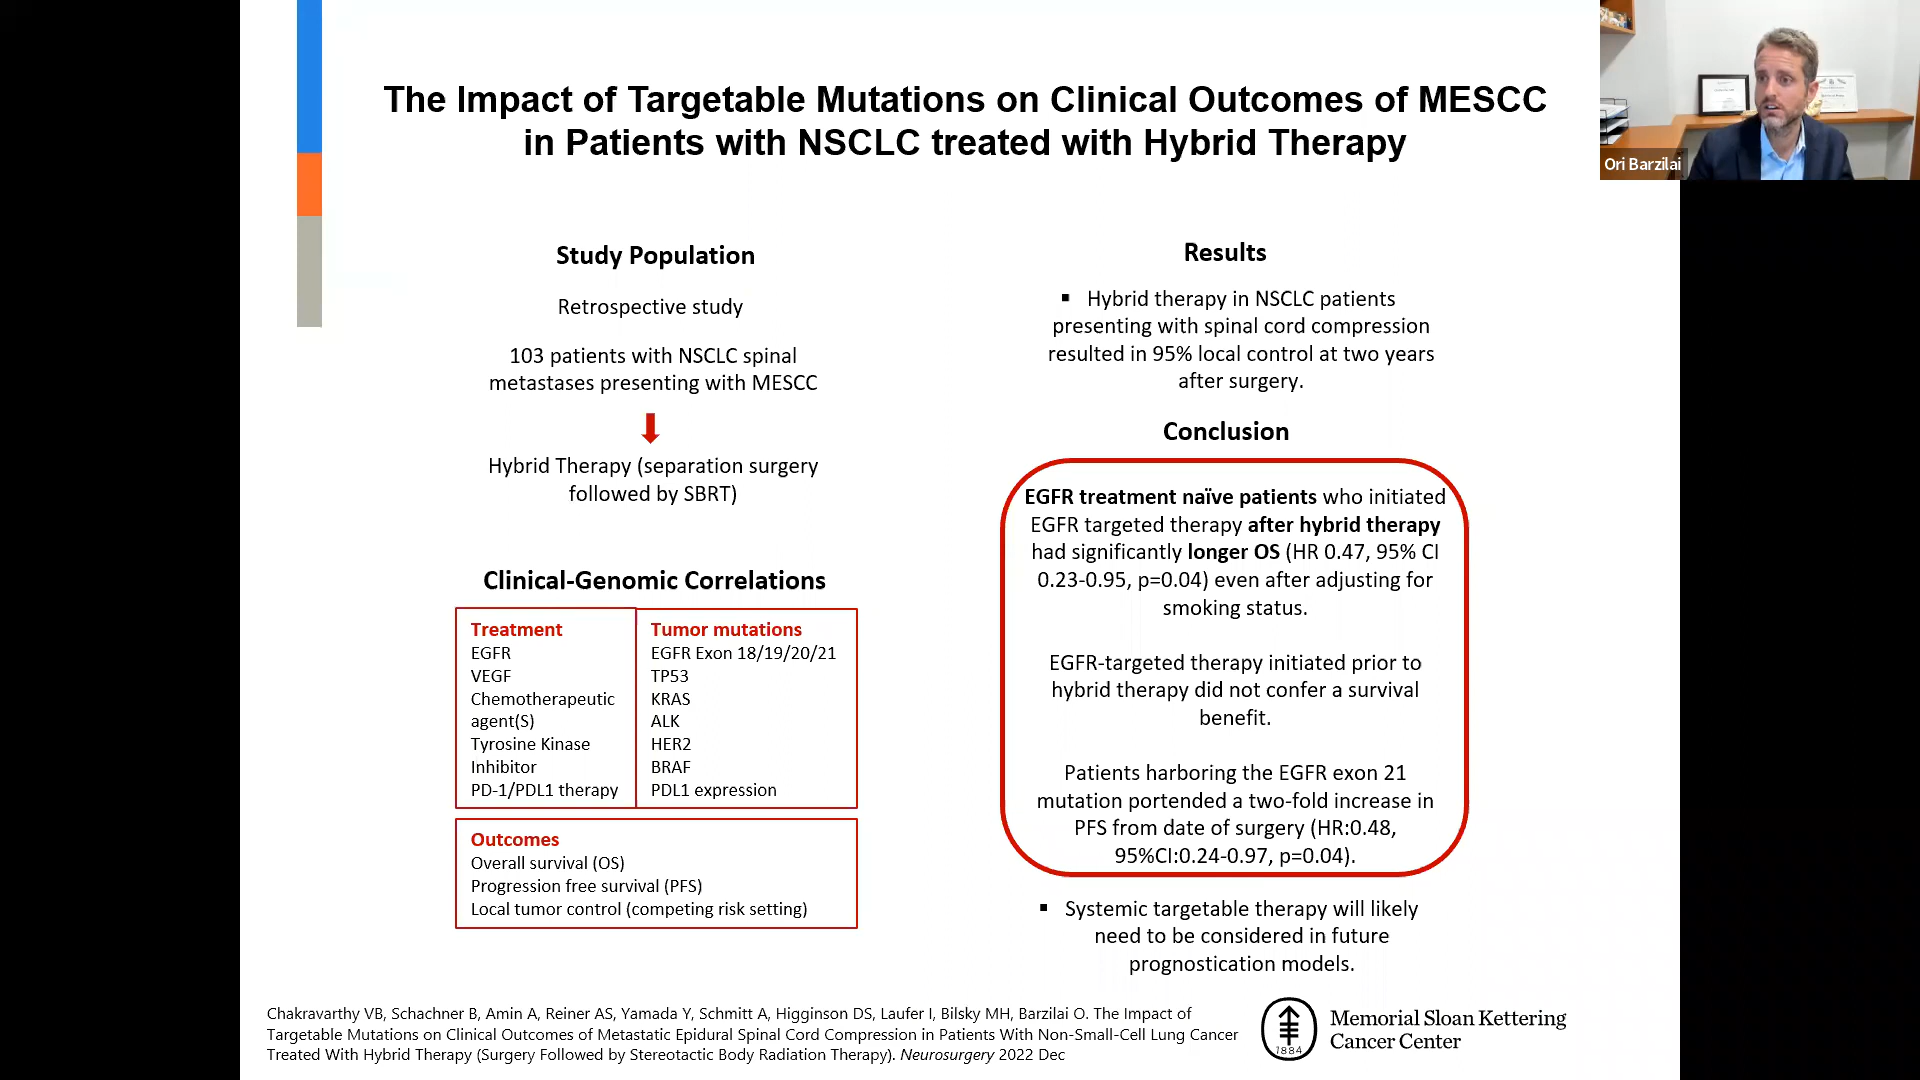 The Impact of Targetable Mutations on Clinical Outcomes of MESCC
in Patients with NSCLC treated with Hybrid Therapy
Ori Barzilai
Study Population
Retrospective study
103 patients with NSCLC spinal
metastases presenting with MESCC
Hybrid Therapy (separation surgery
followed by SBRT)
Clinical-Genomic Correlations
Treatment
EGFR
VEGF
Chemotherapeutic
agent(S)
Tyrosine Kinase
Inhibitor
PD-1/PDL1 therapy
Tumor mutations
EGFR Exon 18/19/20/21
TP53
KRAS
ALK
HER2
BRAF
PDL1 expression
Outcomes
Overall survival (OS)
Progression free survival (PFS)
Local tumor control (competing risk setting)
Results
▪ Hybrid therapy in NSCLC patients
presenting with spinal cord compression
resulted in 95% local control at two years
after surgery.
Conclusion
EGFR treatment naïve patients who initiated
EGFR targeted therapy after hybrid therapy
had significantly longer OS (HR 0.47, 95% CI
0.23-0.95, p=0.04) even after adjusting for
smoking status.
EGFR-targeted therapy initiated prior to
hybrid therapy did not confer a survival
benefit.
Patients harboring the EGFR exon 21
mutation portended a two-fold increase in
PFS from date of surgery (HR:0.48,
95%CI:0.24-0.97, p=0.04).
▪ Systemic targetable therapy will likely
need to be considered in future
prognostication models.
Chakravarthy VB, Schachner B, Amin A, Reiner AS, Yamada Y, Schmitt A, Higginson DS, Laufer I, Bilsky MH, Barzilai O. The Impact of
Targetable Mutations on Clinical Outcomes of Metastatic Epidural Spinal Cord Compression in Patients With Non-Small-Cell Lung Cancer
Treated With Hybrid Therapy (Surgery Followed by Stereotactic Body Radiation Therapy). Neurosurgery 2022 Dec
1884
Memorial Sloan Kettering
Cancer Center